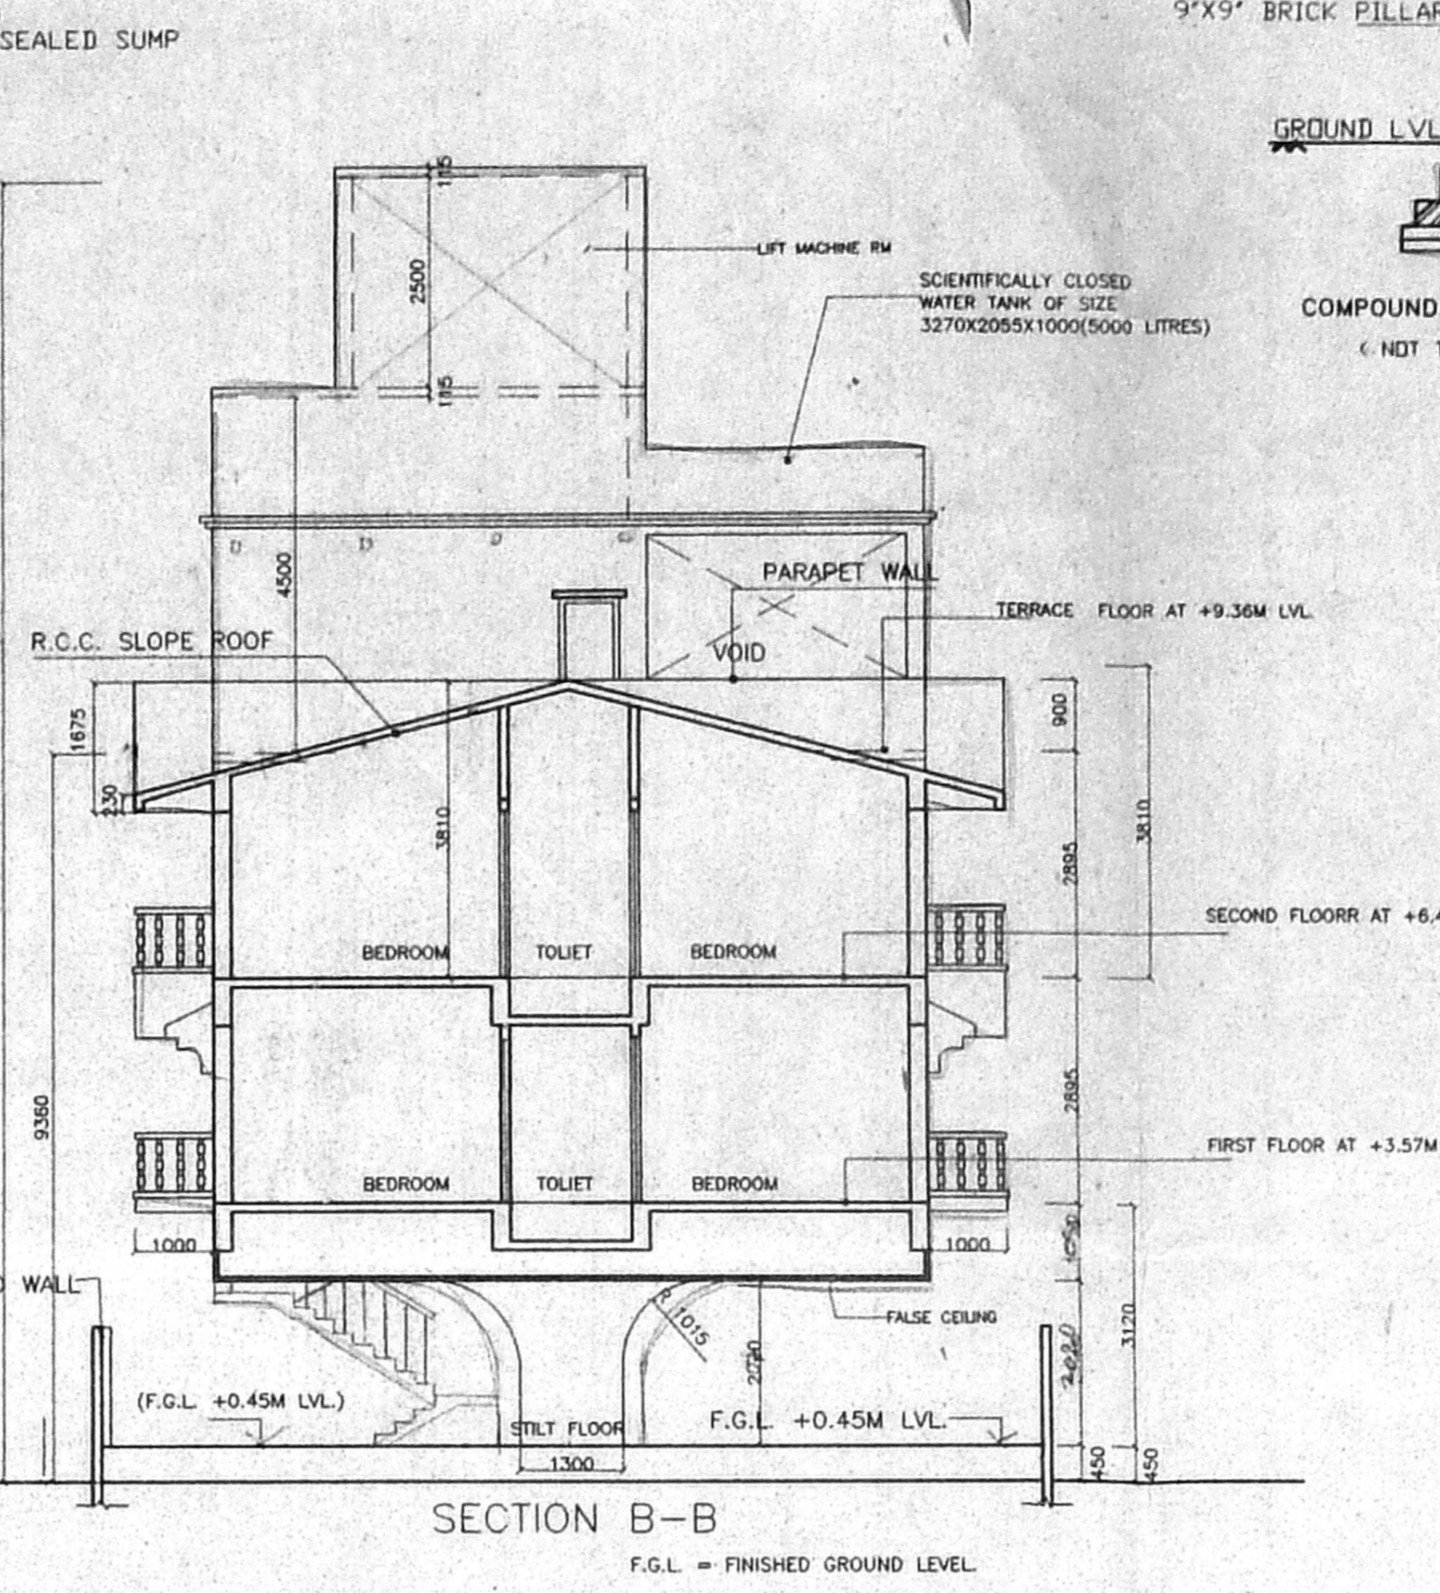 SEALED SUMP
9"X9" BRICK PILLAR
GROUND LVL
COMPOUND
( NOT
115
2500
115
LIFT MACHINE RM
SCIENTIFICALLY CLOSED
WATER TANK OF SIZE
3270X2055X1000(5000 LITRES)
4500
PARAPET WALL
TERRACE FLOOR AT +9.36M LVL.
R.C.C. SLOPE ROOF
VOID
1675
230
900
3810
3810
2895
SECOND FLOORR AT +6.4
BEDROOM
TOLIET
BEDROOM
9360
2895
FIRST FLOOR AT +3.57M
BEDROOM
TOLIET
BEDROOM
1000
1000
WALL
R 1015
FALSE CEILING
3120
(F.G.L. +0.45M LVL.)
STILT FLOOR
F.G.L. +0.45M LVL.
1300
450
450
SECTION B-B
F.G.L. = FINISHED GROUND LEVEL.